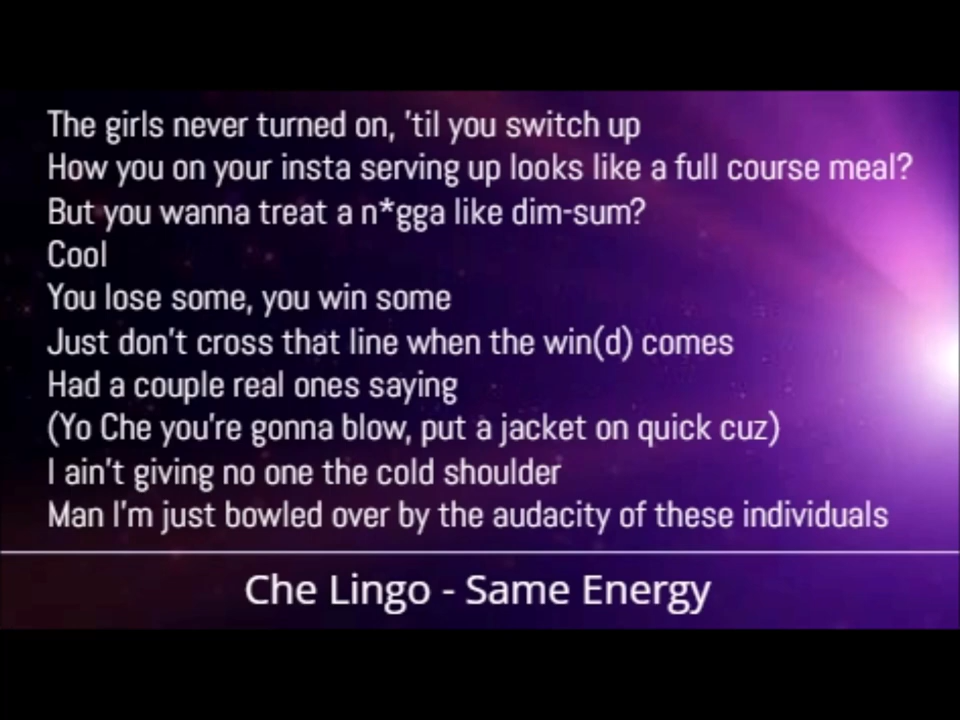 The girls never turned on, 'til you switch up
How you on your insta serving up looks like a full course meal?
But you wanna treat a n*gga like dim-sum?
Cool
You lose some, you win some
Just don't cross that line when the win(d) comes
Had a couple real ones saying
(Yo Che you're gonna blow, put a jacket on quick cuz)
I ain't giving no one the cold shoulder
Man I'm just bowled over by the audacity of these individuals
Che Lingo - Same Energy